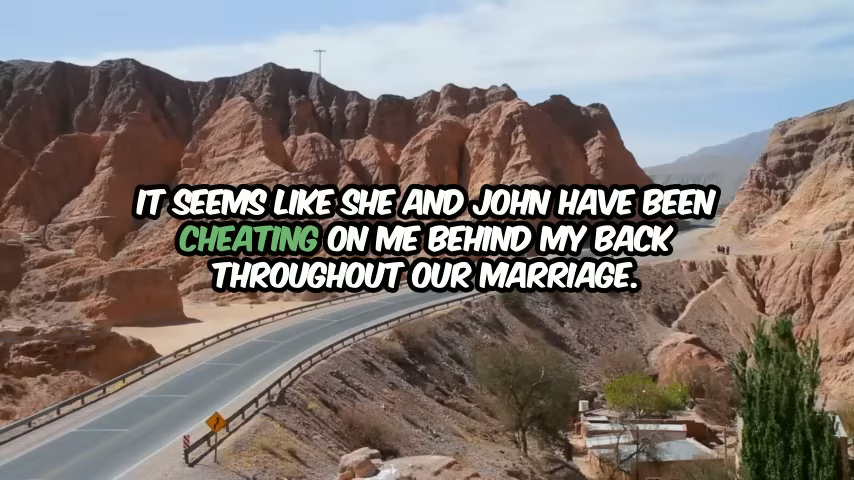 IT SEEMS LIKE SHE AND JOHN HAVE BEEN
CHEATING ON ME BEHIND MY BACK
THROUGHOUT OUR MARRIAGE.